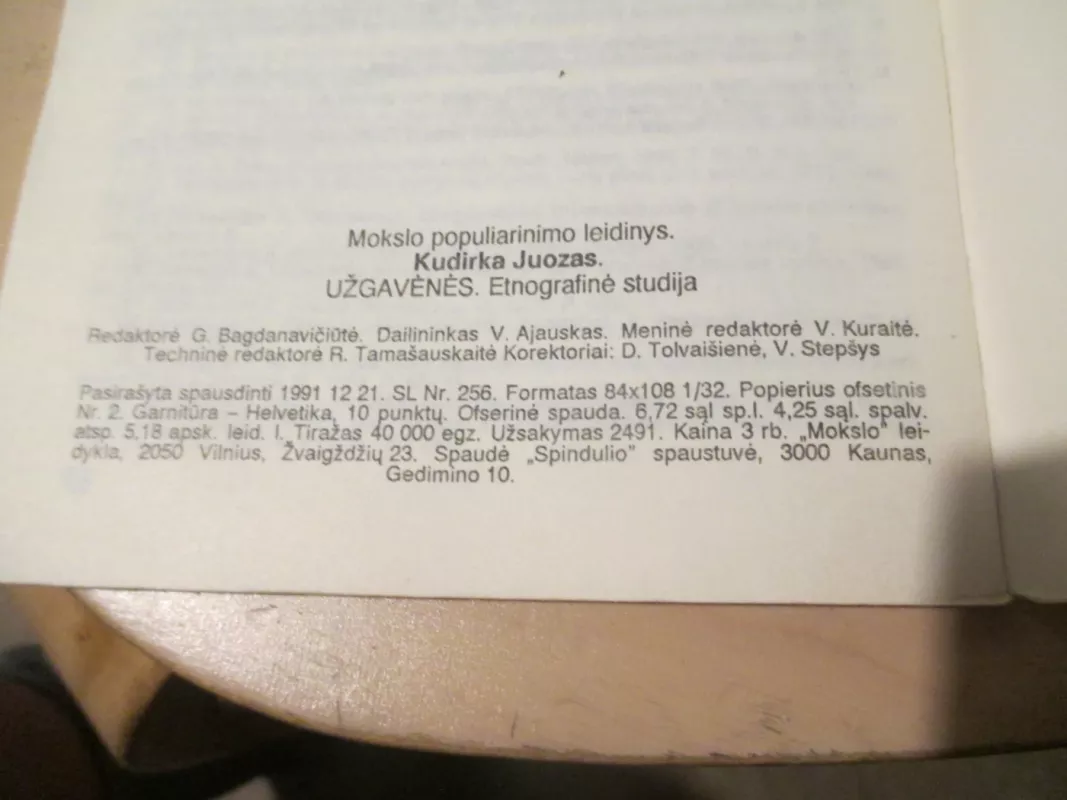 Mokslo populiarinimo leidinys.
Kudirka Juozas.
UŽGAVĖNĖS. Etnografinė studija
Redaktorė G. Bagdanavičiūtė. Dailininkas V. Ajauskas. Meninė redaktorė V. Kuraitė.
Techninė redaktorė R. Tamašauskaitė Korektoriai: D. Tolvaišienė, V. Stepšys
Pasirašyta spausdinti 1991 12 21. SL Nr. 256. Formatas 84x108 1/32. Popierius ofsetinis
Nr. 2. Garnitūra – Helvetika, 10 punktų. Ofserinė spauda. 6,72 sąl sp.l. 4,25 sąl. spalv.
atsp. 5,18 apsk. leid. l. Tiražas 40 000 egz. Užsakymas 2491. Kaina 3 rb. „Mokslo” lei-
dykla, 2050 Vilnius, Žvaigždžių 23. Spaudė „Spindulio” spaustuvė, 3000 Kaunas,
Gedimino 10.